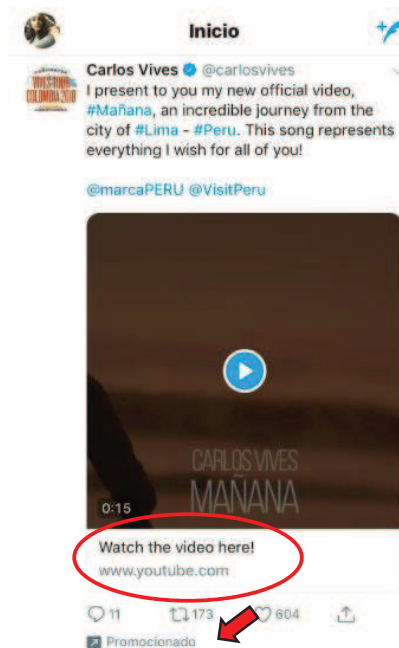 Inicio
Carlos Vives @carlosvives
I present to you my new official video,
#Mañana, an incredible journey from the
city of #Lima - #Peru. This song represents
everything I wish for all of you!
@marcaPERU @VisitPeru
CARLOS VIVES
MAÑANA
0:15
Watch the video here!
www.youtube.com
11 173 604
Promocionado